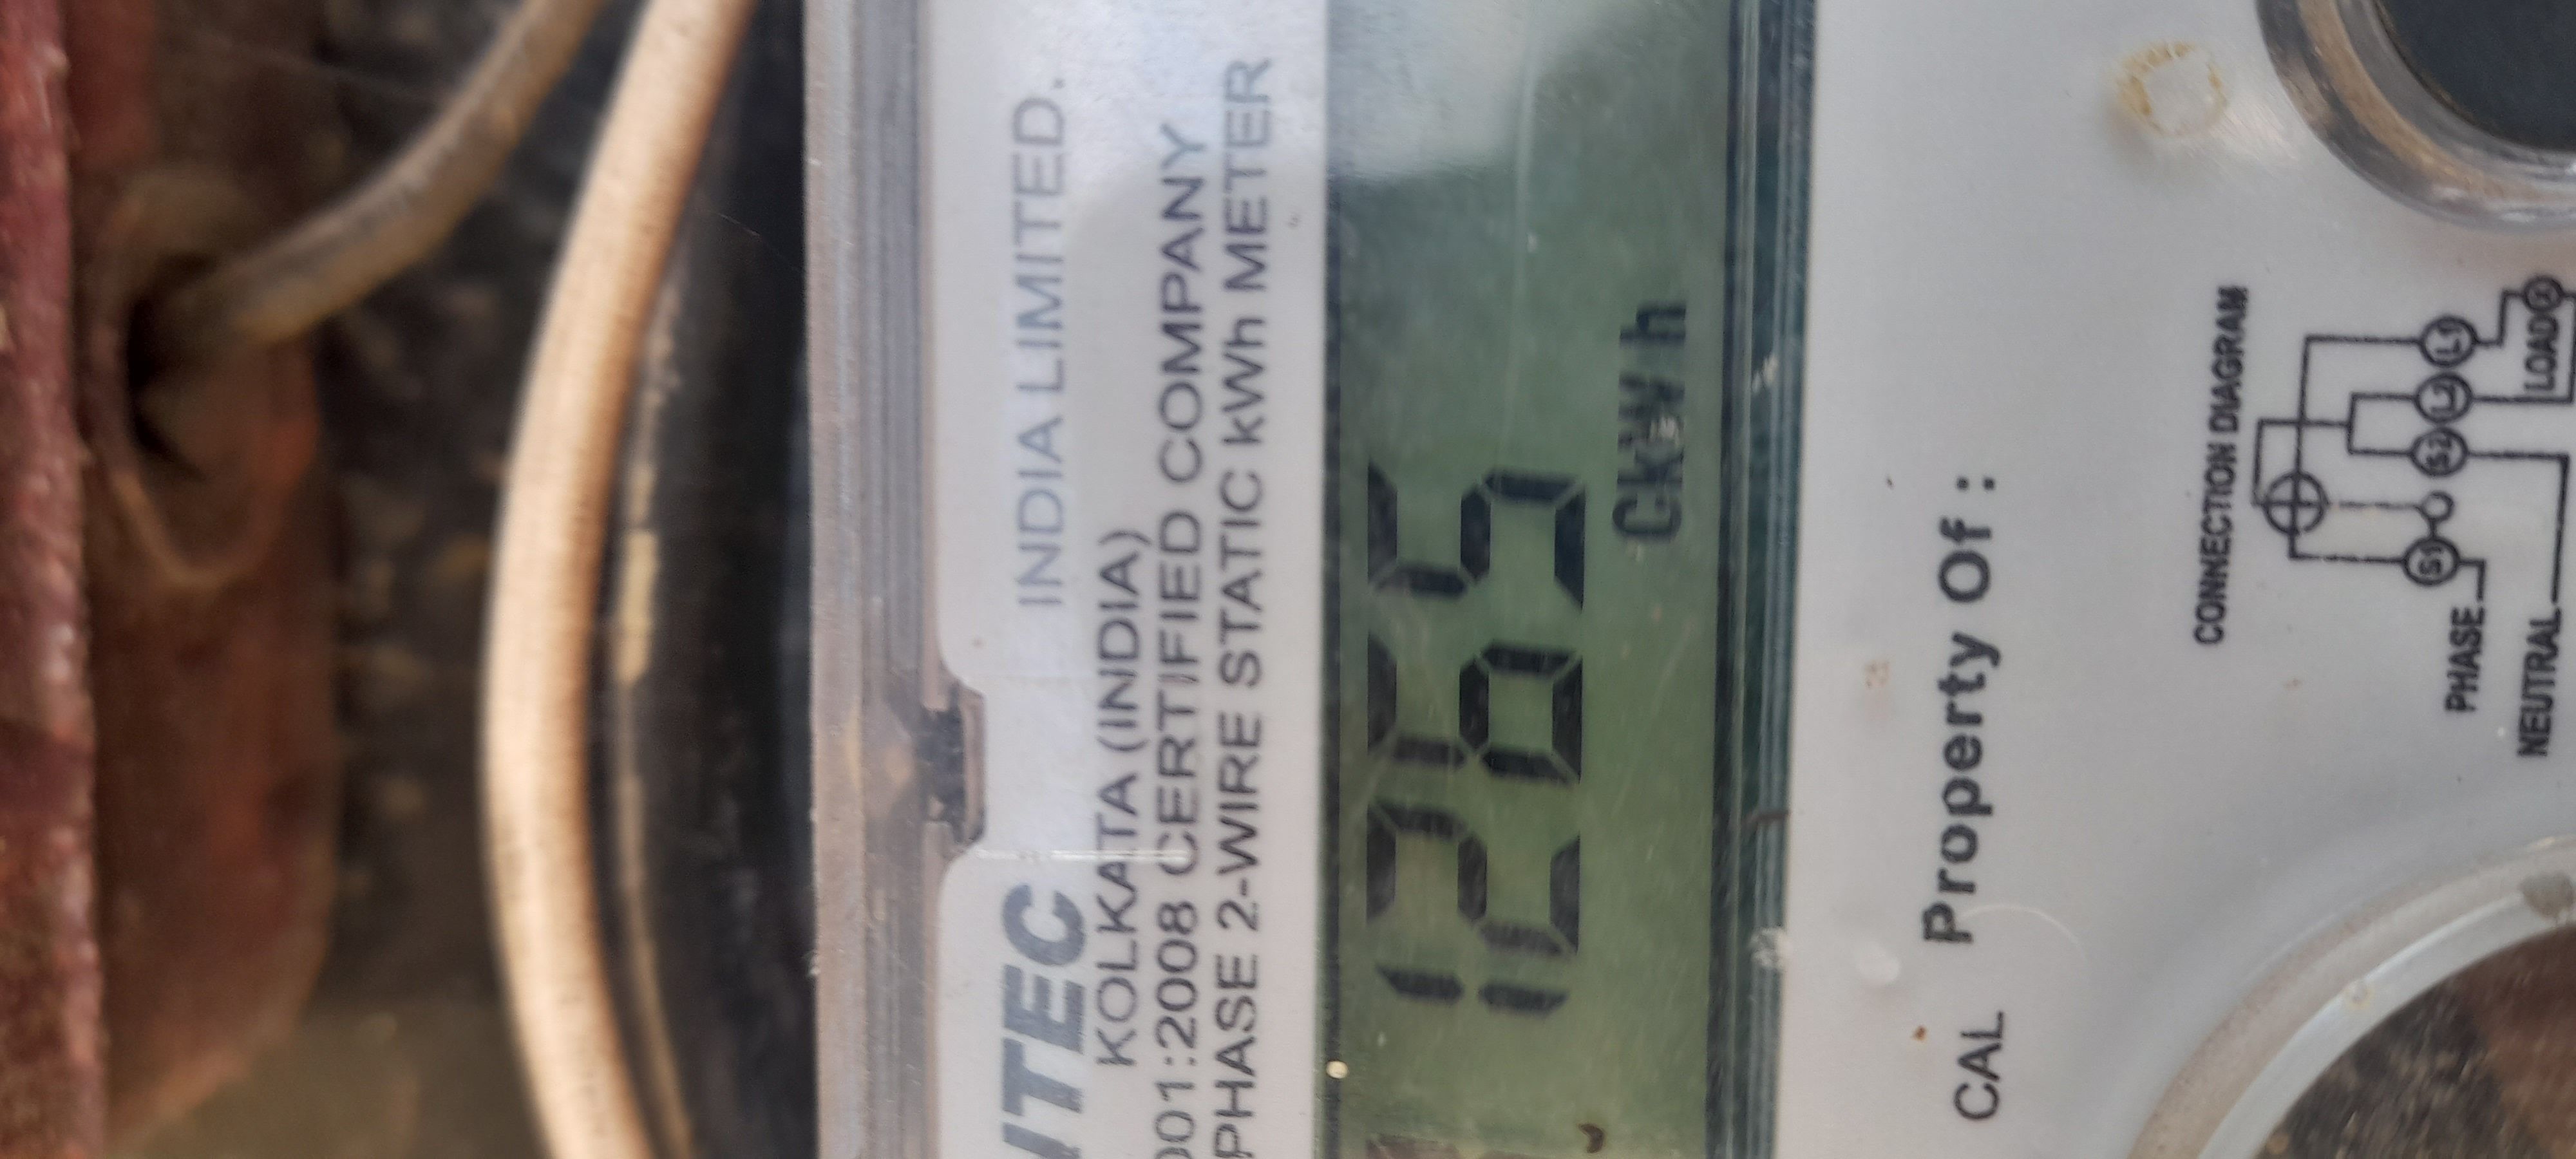 INDIA LIMITED.
KOLKATA (INDIA)
001:2008 CERTIFIED COMPANY
PHASE 2-WIRE STATIC kWh METER
1265
CkWh
CAL Property Of :
CONNECTION DIAGRAM
S1 S2 L2 L1
PHASE
LOAD
NEUTRAL